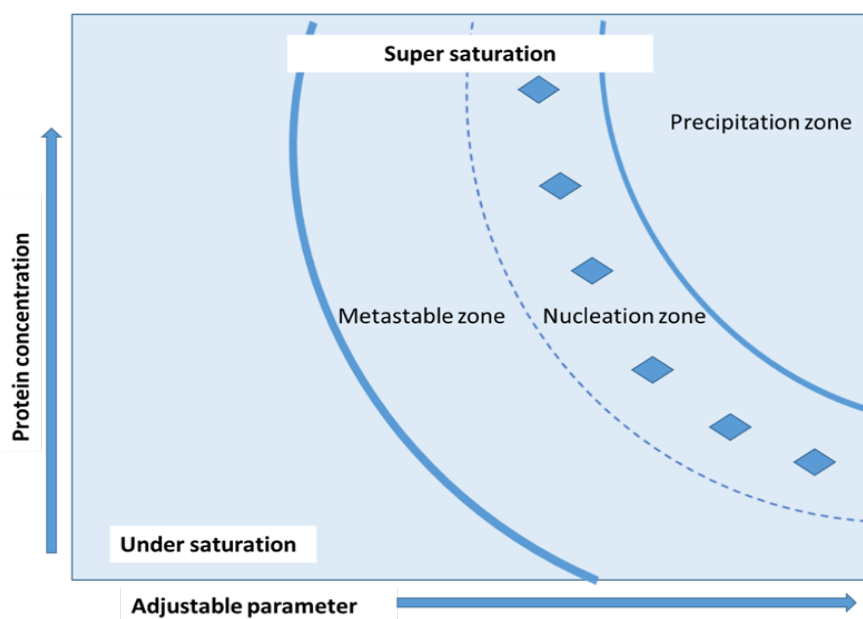 Super saturation
Precipitation zone
Protein concentration
Metastable zone
Nucleation zone
Under saturation
Adjustable parameter